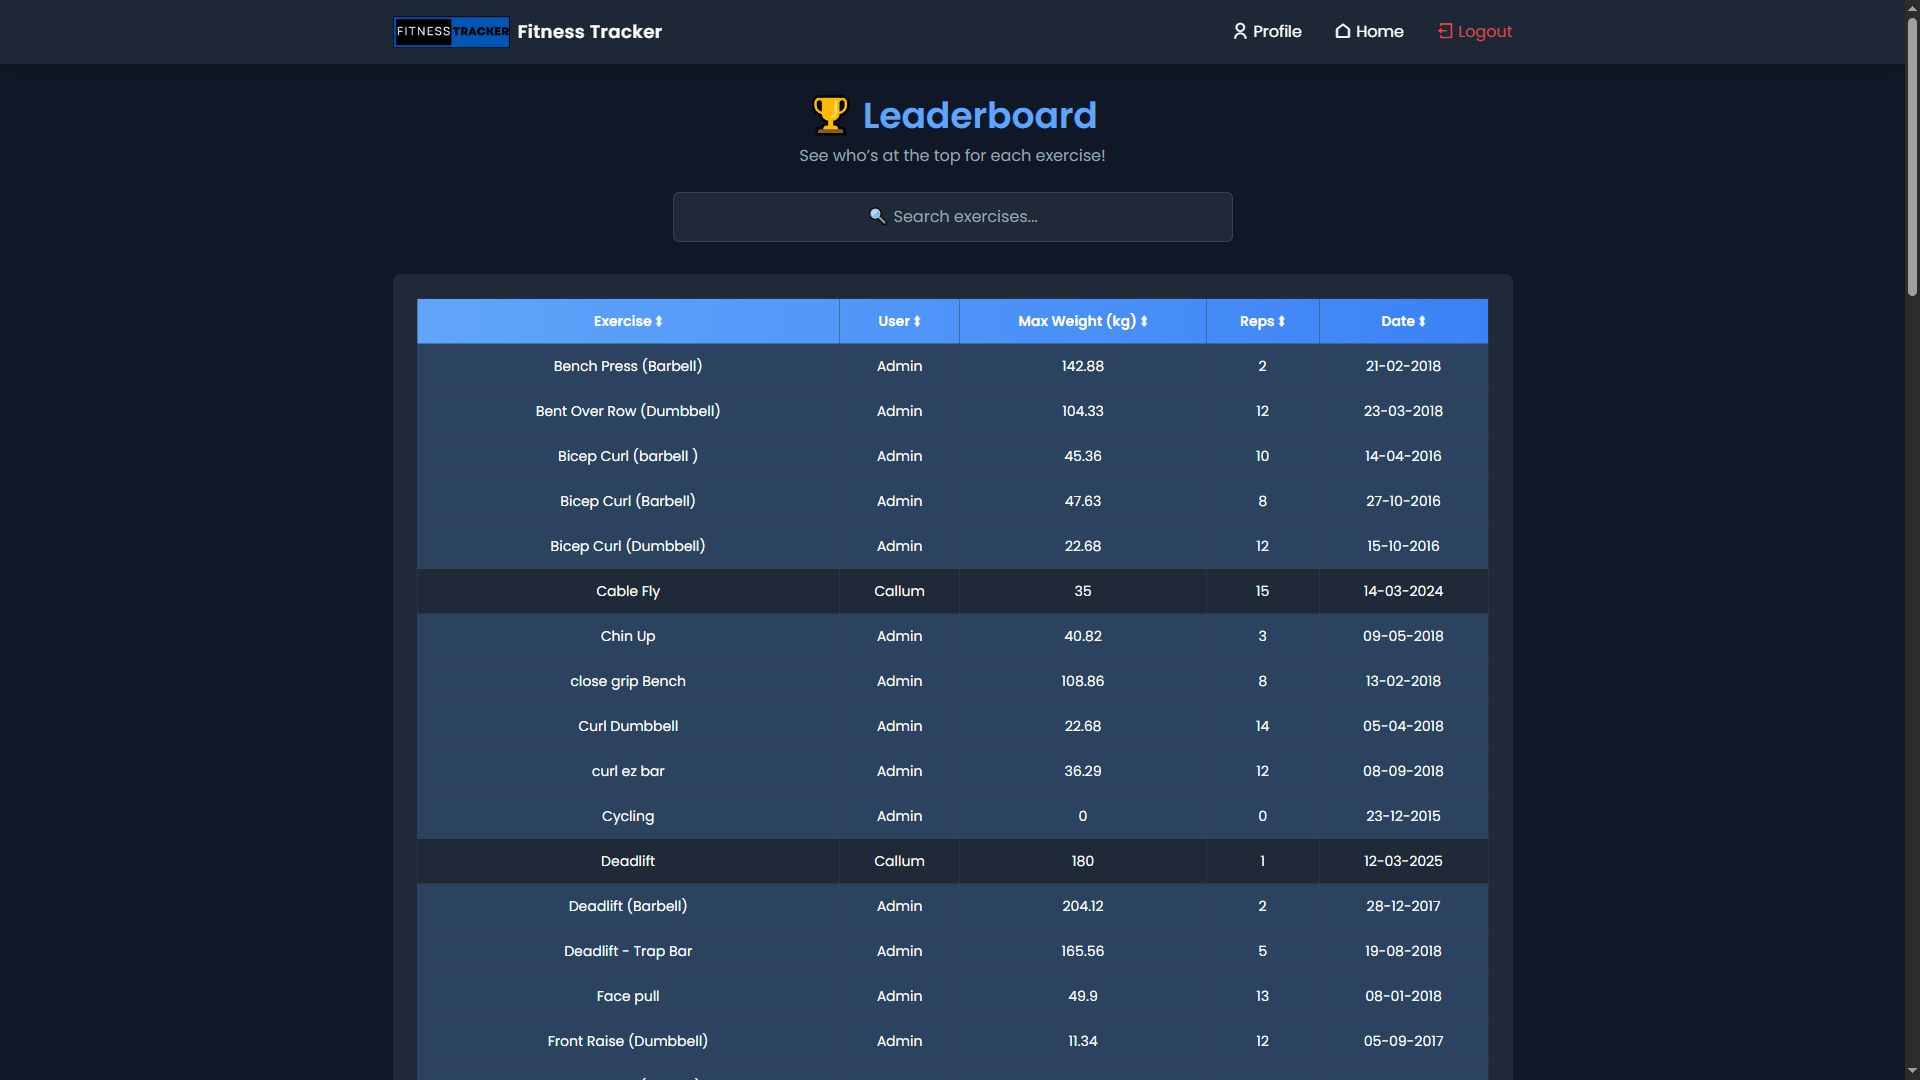 FITNESS TRACKER Fitness Tracker Profile Home Logout
Leaderboard
See who’s at the top for each exercise!
Search exercises...
Exercise User Max Weight (kg) Reps Date
Bench Press (Barbell) Admin 142.88 2 21-02-2018
Bent Over Row (Dumbbell) Admin 104.33 12 23-03-2018
Bicep Curl (barbell ) Admin 45.36 10 14-04-2016
Bicep Curl (Barbell) Admin 47.63 8 27-10-2016
Bicep Curl (Dumbbell) Admin 22.68 12 15-10-2016
Cable Fly Callum 35 15 14-03-2024
Chin Up Admin 40.82 3 09-05-2018
close grip Bench Admin 108.86 8 13-02-2018
Curl Dumbbell Admin 22.68 14 05-04-2018
curl ez bar Admin 36.29 12 08-09-2018
Cycling Admin 0 0 23-12-2015
Deadlift Callum 180 1 12-03-2025
Deadlift (Barbell) Admin 204.12 2 28-12-2017
Deadlift - Trap Bar Admin 165.56 5 19-08-2018
Face pull Admin 49.9 13 08-01-2018
Front Raise (Dumbbell) Admin 11.34 12 05-09-2017